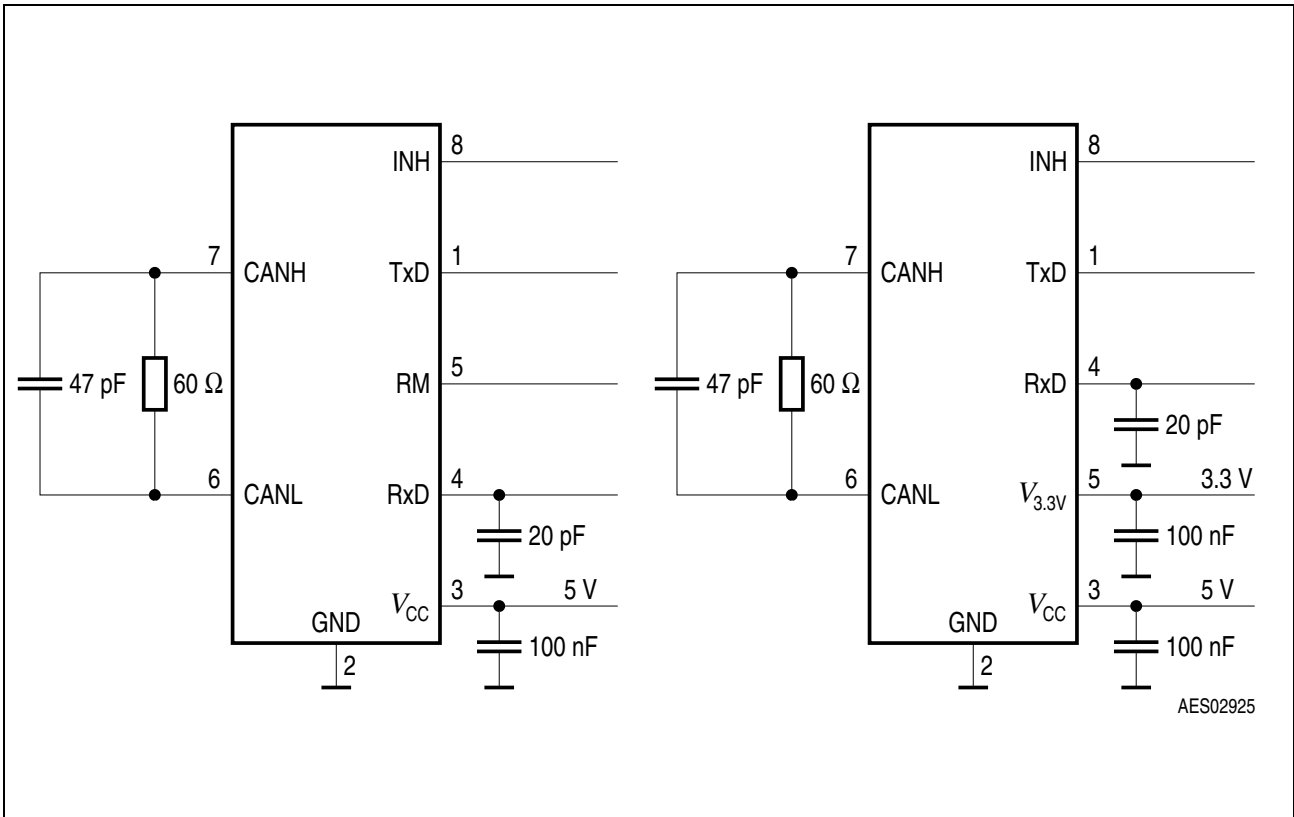 INH 8
7 CANH
TxD 1
47 pF
60 Ω
RM 5
6 CANL
RxD 4
20 pF
V_CC 3 5 V
GND
2
100 nF
INH 8
7 CANH
TxD 1
47 pF
60 Ω
RxD 4
20 pF
6 CANL
V_3.3V 5 3.3 V
100 nF
V_CC 3 5 V
GND
2
100 nF
AES02925